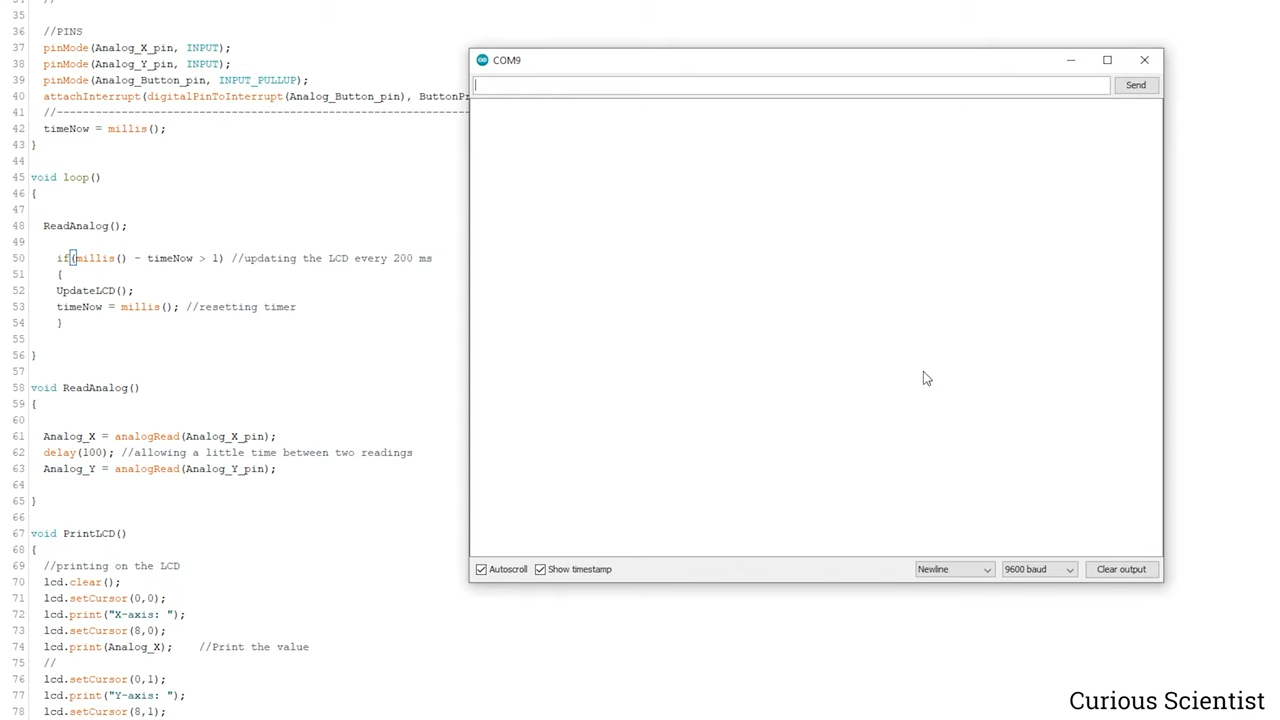 35
36 //PINS
37 pinMode(Analog_X_pin, INPUT);
38 pinMode(Analog_Y_pin, INPUT);
39 pinMode(Analog_Button_pin, INPUT_PULLUP);
40 attachInterrupt(digitalPinToInterrupt(Analog_Button_pin), ButtonPr
41 //----------------------------------------------------------------
42 timeNow = millis();
43 }
44
45 void loop()
46 {
47
48 ReadAnalog();
49
50 if(millis() - timeNow > 1) //updating the LCD every 200 ms
51 {
52 UpdateLCD();
53 timeNow = millis(); //resetting timer
54 }
55
56 }
57
58 void ReadAnalog()
59 {
60
61 Analog_X = analogRead(Analog_X_pin);
62 delay(100); //allowing a little time between two readings
63 Analog_Y = analogRead(Analog_Y_pin);
64
65 }
66
67 void PrintLCD()
68 {
69 //printing on the LCD
70 lcd.clear();
71 lcd.setCursor(0,0);
72 lcd.print("X-axis: ");
73 lcd.setCursor(8,0);
74 lcd.print(Analog_X); //Print the value
75 //
76 lcd.setCursor(0,1);
77 lcd.print("Y-axis: ");
78 lcd.setCursor(8,1);
COM9
Send
Autoscroll Show timestamp
Newline 9600 baud Clear output
Curious Scientist